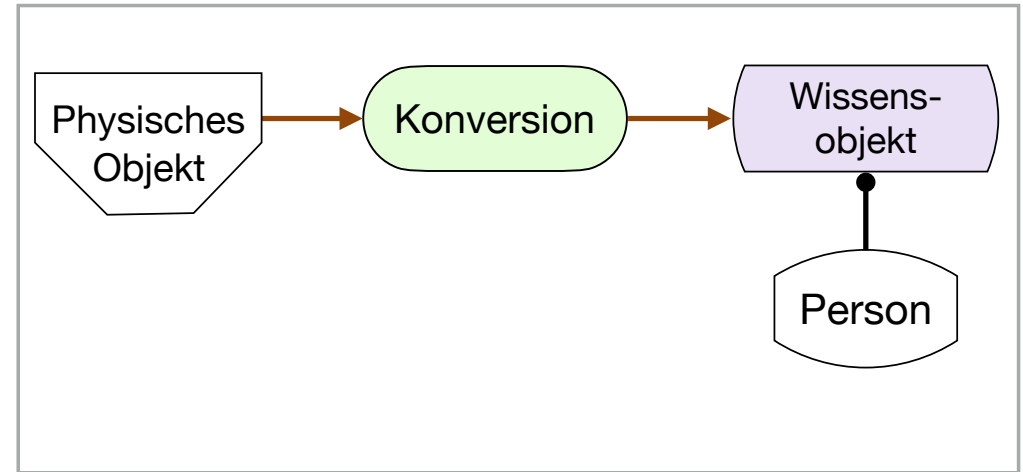 Physisches
Objekt
Konversion
Wissens-
objekt
Person